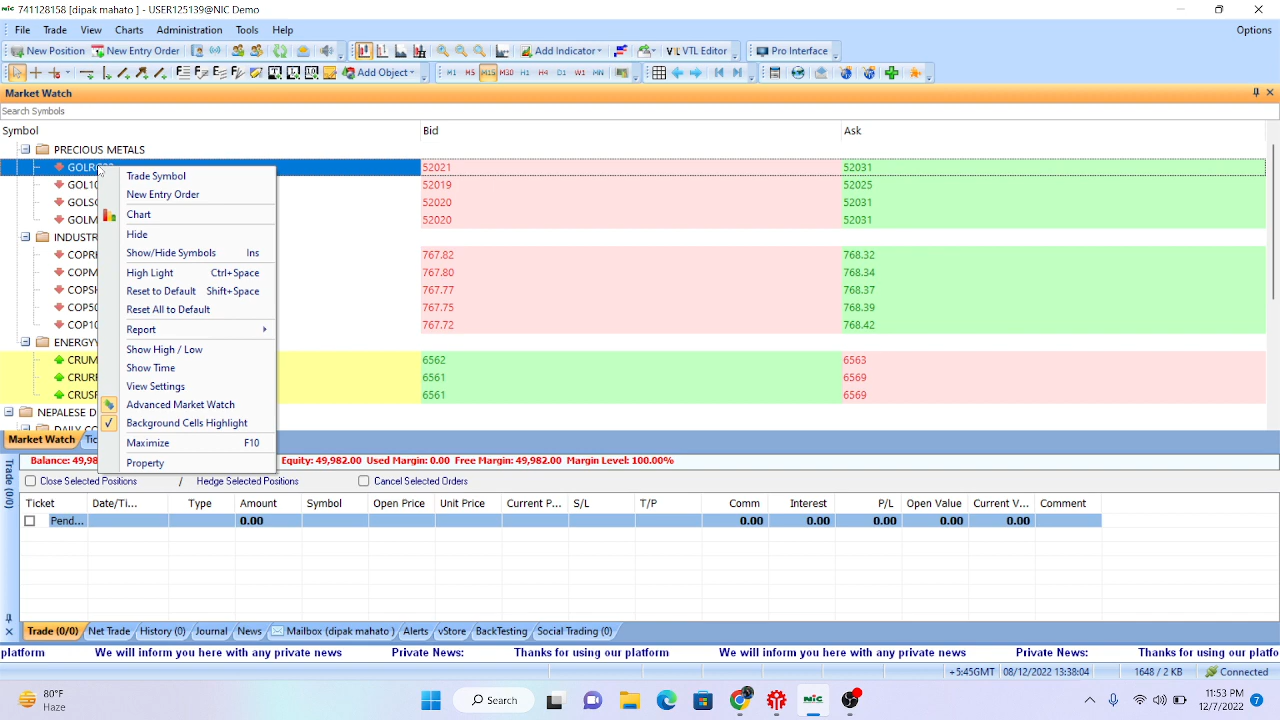 741128158 [dipak mahato ] - USER125139@NIC Demo
File Trade View Charts Administration Tools Help Options
New Position New Entry Order Add Indicator VTL Editor Pro Interface
Add Object M1 M5 M15 M30 H1 H4 D1 W1 MN
Market Watch
Search Symbols
Symbol Bid Ask
PRECIOUS METALS
52021 52031
52019 52025
52020 52031
52020 52031
767.82 768.32
767.80 768.34
767.77 768.37
767.75 768.39
767.72 768.42
6562 6563
6561 6569
6561 6569
NEPALESE D
Trade Symbol
New Entry Order
Chart
Hide
Show/Hide Symbols Ins
High Light Ctrl+Space
Reset to Default Shift+Space
Reset All to Default
Report
Show High / Low
Show Time
View Settings
Advanced Market Watch
Background Cells Highlight
Maximize F10
Property
Market Watch Tic
Balance: 49,98 Equity: 49,982.00 Used Margin: 0.00 Free Margin: 49,982.00 Margin Level: 100.00%
Trade (0/0)
Close Selected Positions / Hedge Selected Positions Cancel Selected Orders
Ticket Date/Ti... Type Amount Symbol Open Price Unit Price Current P... S/L T/P Comm Interest P/L Open Value Current V... Comment
Pend... 0.00 0.00 0.00 0.00 0.00 0.00
Trade (0/0) Net Trade History (0) Journal News Mailbox (dipak mahato ) Alerts vStore BackTesting Social Trading (0)
platform We will inform you here with any private news Private News: Thanks for using our platform We will inform you here with any private news Private News: Thanks for using our platfo
+5:45GMT 08/12/2022 13:38:04 1648 / 2 KB Connected
80°F
Haze
Search
NIC
11:53 PM
12/7/2022
7